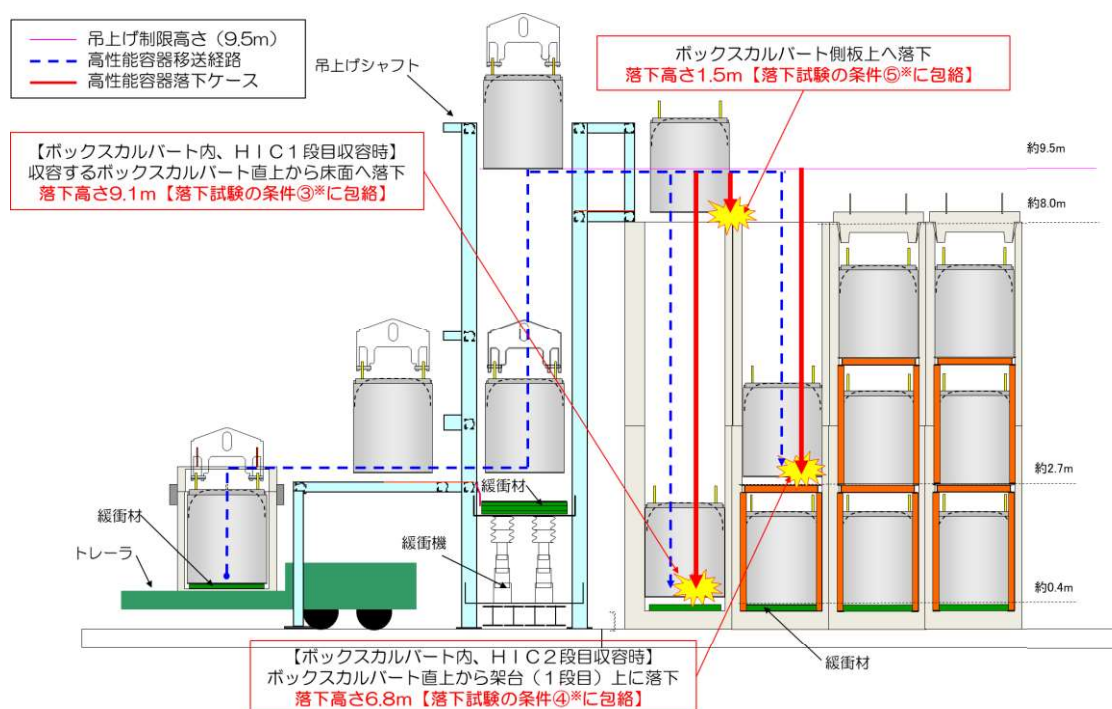 吊上げ制限高さ（9.5m）
高性能容器移送経路
高性能容器落下ケース
吊上げシャフト
ボックスカルバート側板上へ落下
落下高さ1.5m【落下試験の条件⑤※に包絡】
【ボックスカルバート内、ＨＩＣ１段目収容時】
収容するボックスカルバート直上から床面へ落下
落下高さ9.1m【落下試験の条件③※に包絡】
約9.5m
約8.0m
約2.7m
約0.4m
緩衝材
緩衝材
トレーラ
緩衝機
緩衝材
【ボックスカルバート内、ＨＩＣ２段目収容時】
ボックスカルバート直上から架台（１段目）上に落下
落下高さ6.8m【落下試験の条件④※に包絡】